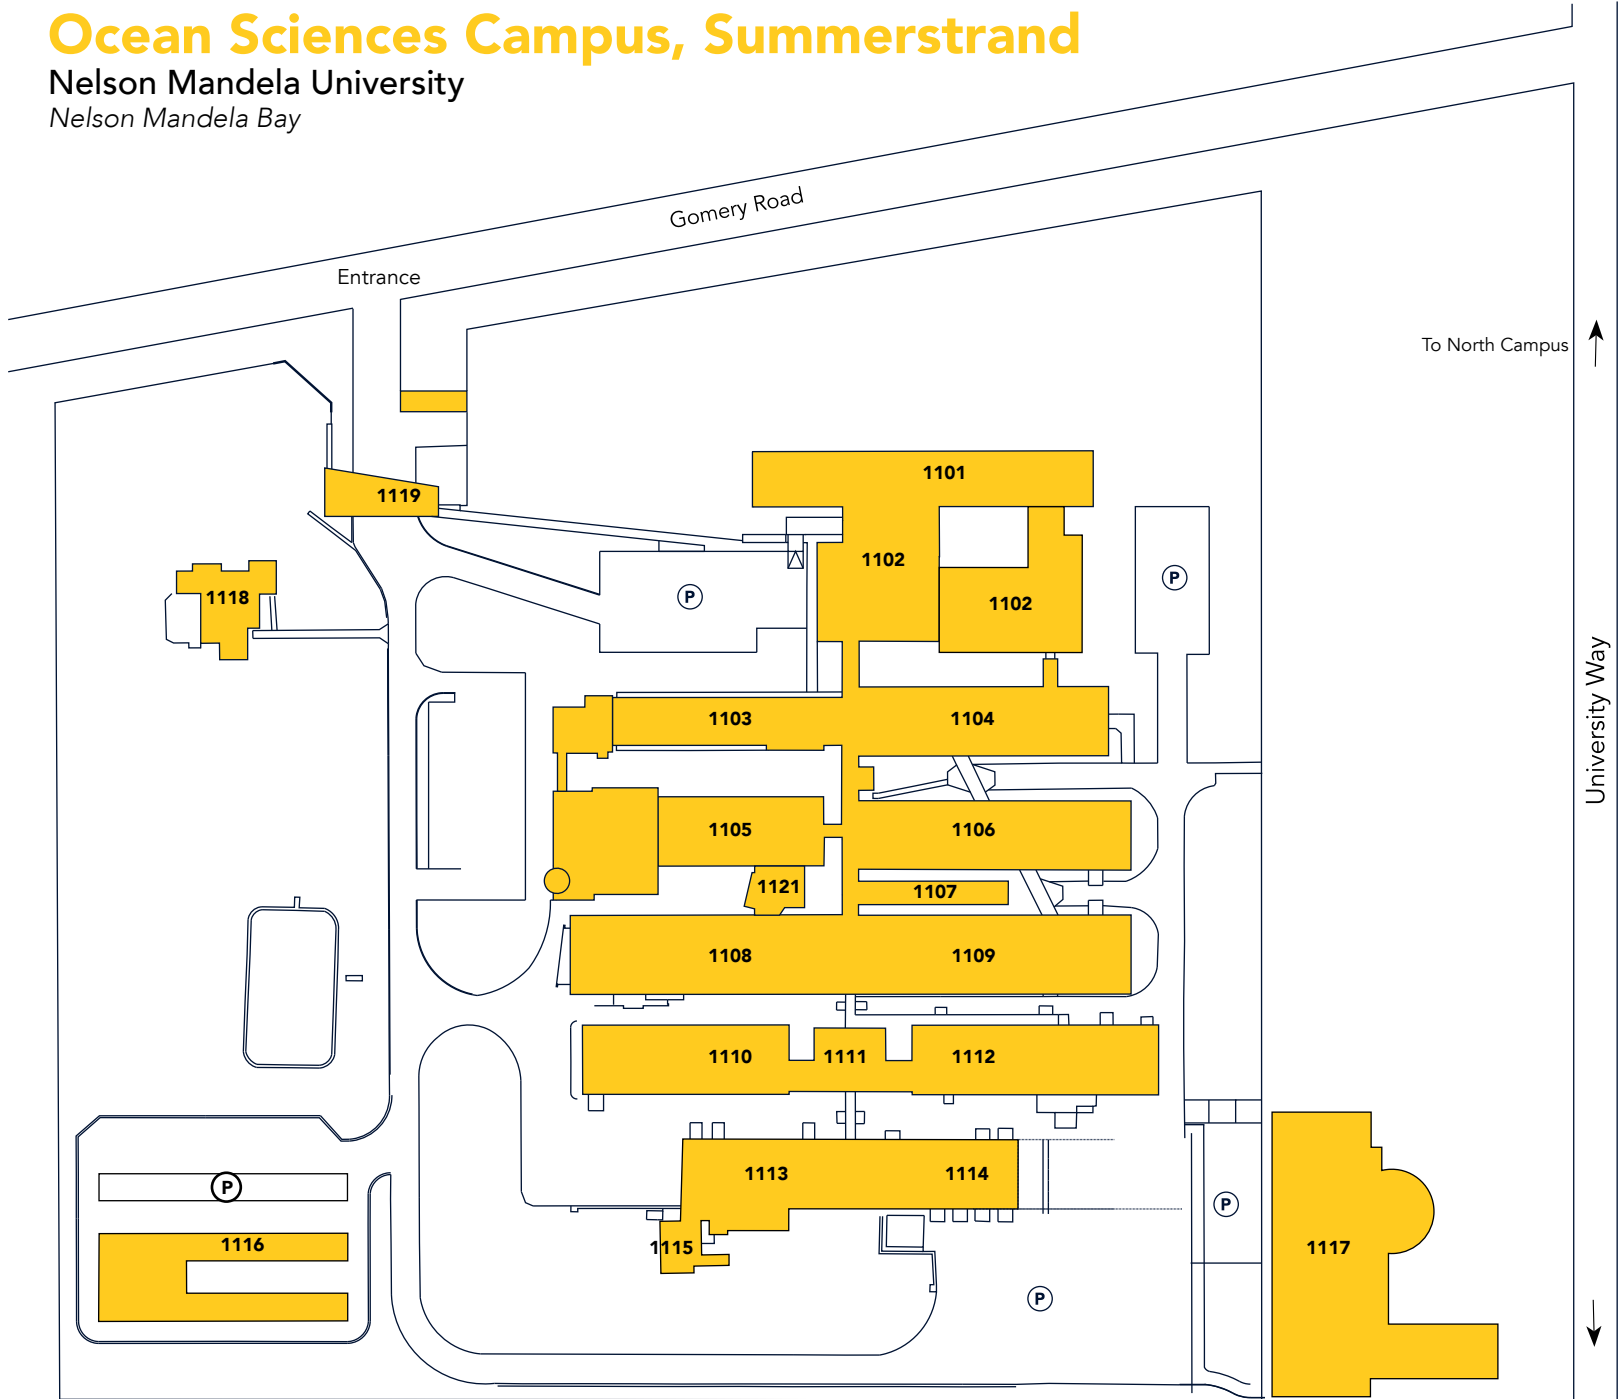 Ocean Sciences Campus, Summerstrand
Nelson Mandela University
Nelson Mandela Bay
Gomery Road
Entrance
To North Campus
1101
1119
1102
P
1118
1102
P
University Way
1103
1104
1105
1106
1121
1107
1108
1109
1110
1111
1112
1113
1114
P
P
1116
1115
1117
P